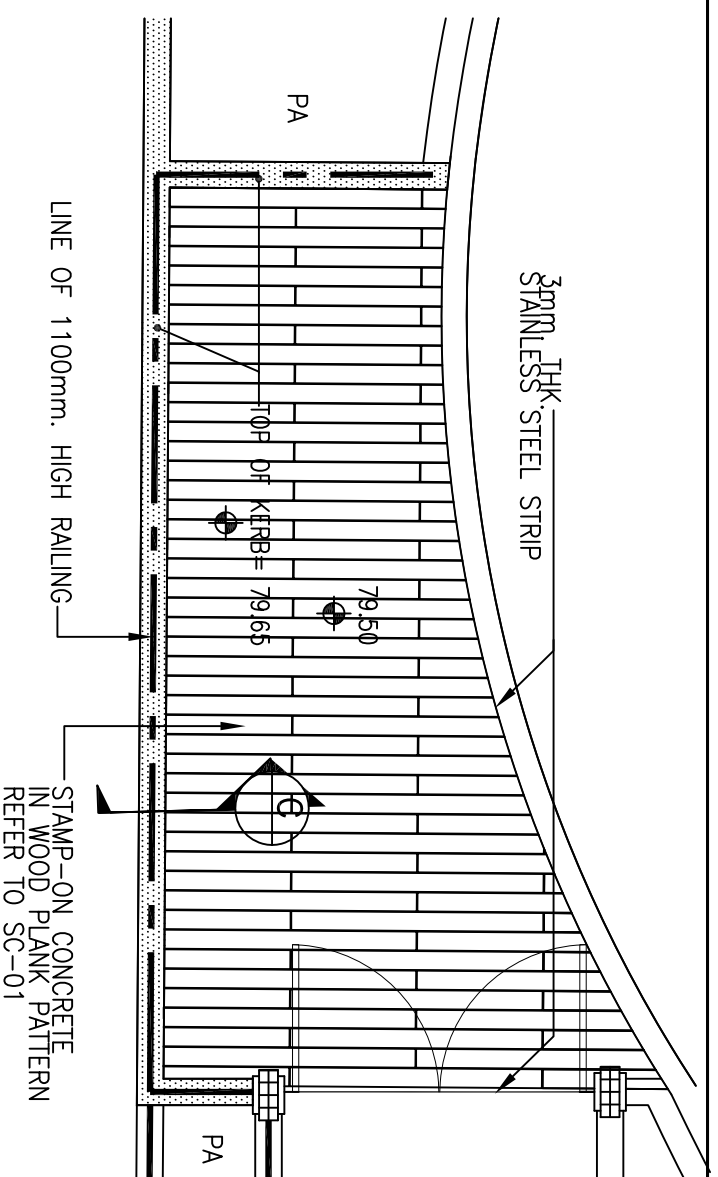 PA
3mm. THK.
STAINLESS STEEL STRIP
79.50
TOP OF KERB= 79.65
LINE OF 1100mm. HIGH RAILING
C
STAMP-ON CONCRETE
IN WOOD PLANK PATTERN
REFER TO SC-01
PA